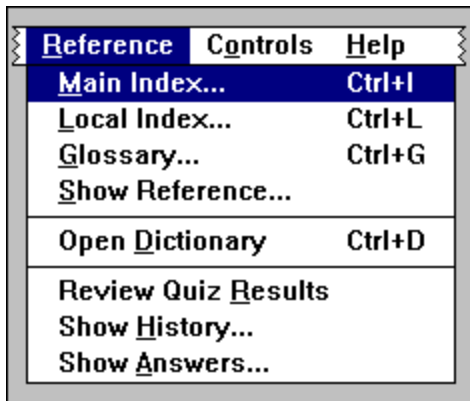 Reference Controls Help
Main Index... Ctrl+I
Local Index... Ctrl+L
Glossary... Ctrl+G
Show Reference...
Open Dictionary Ctrl+D
Review Quiz Results
Show History...
Show Answers...